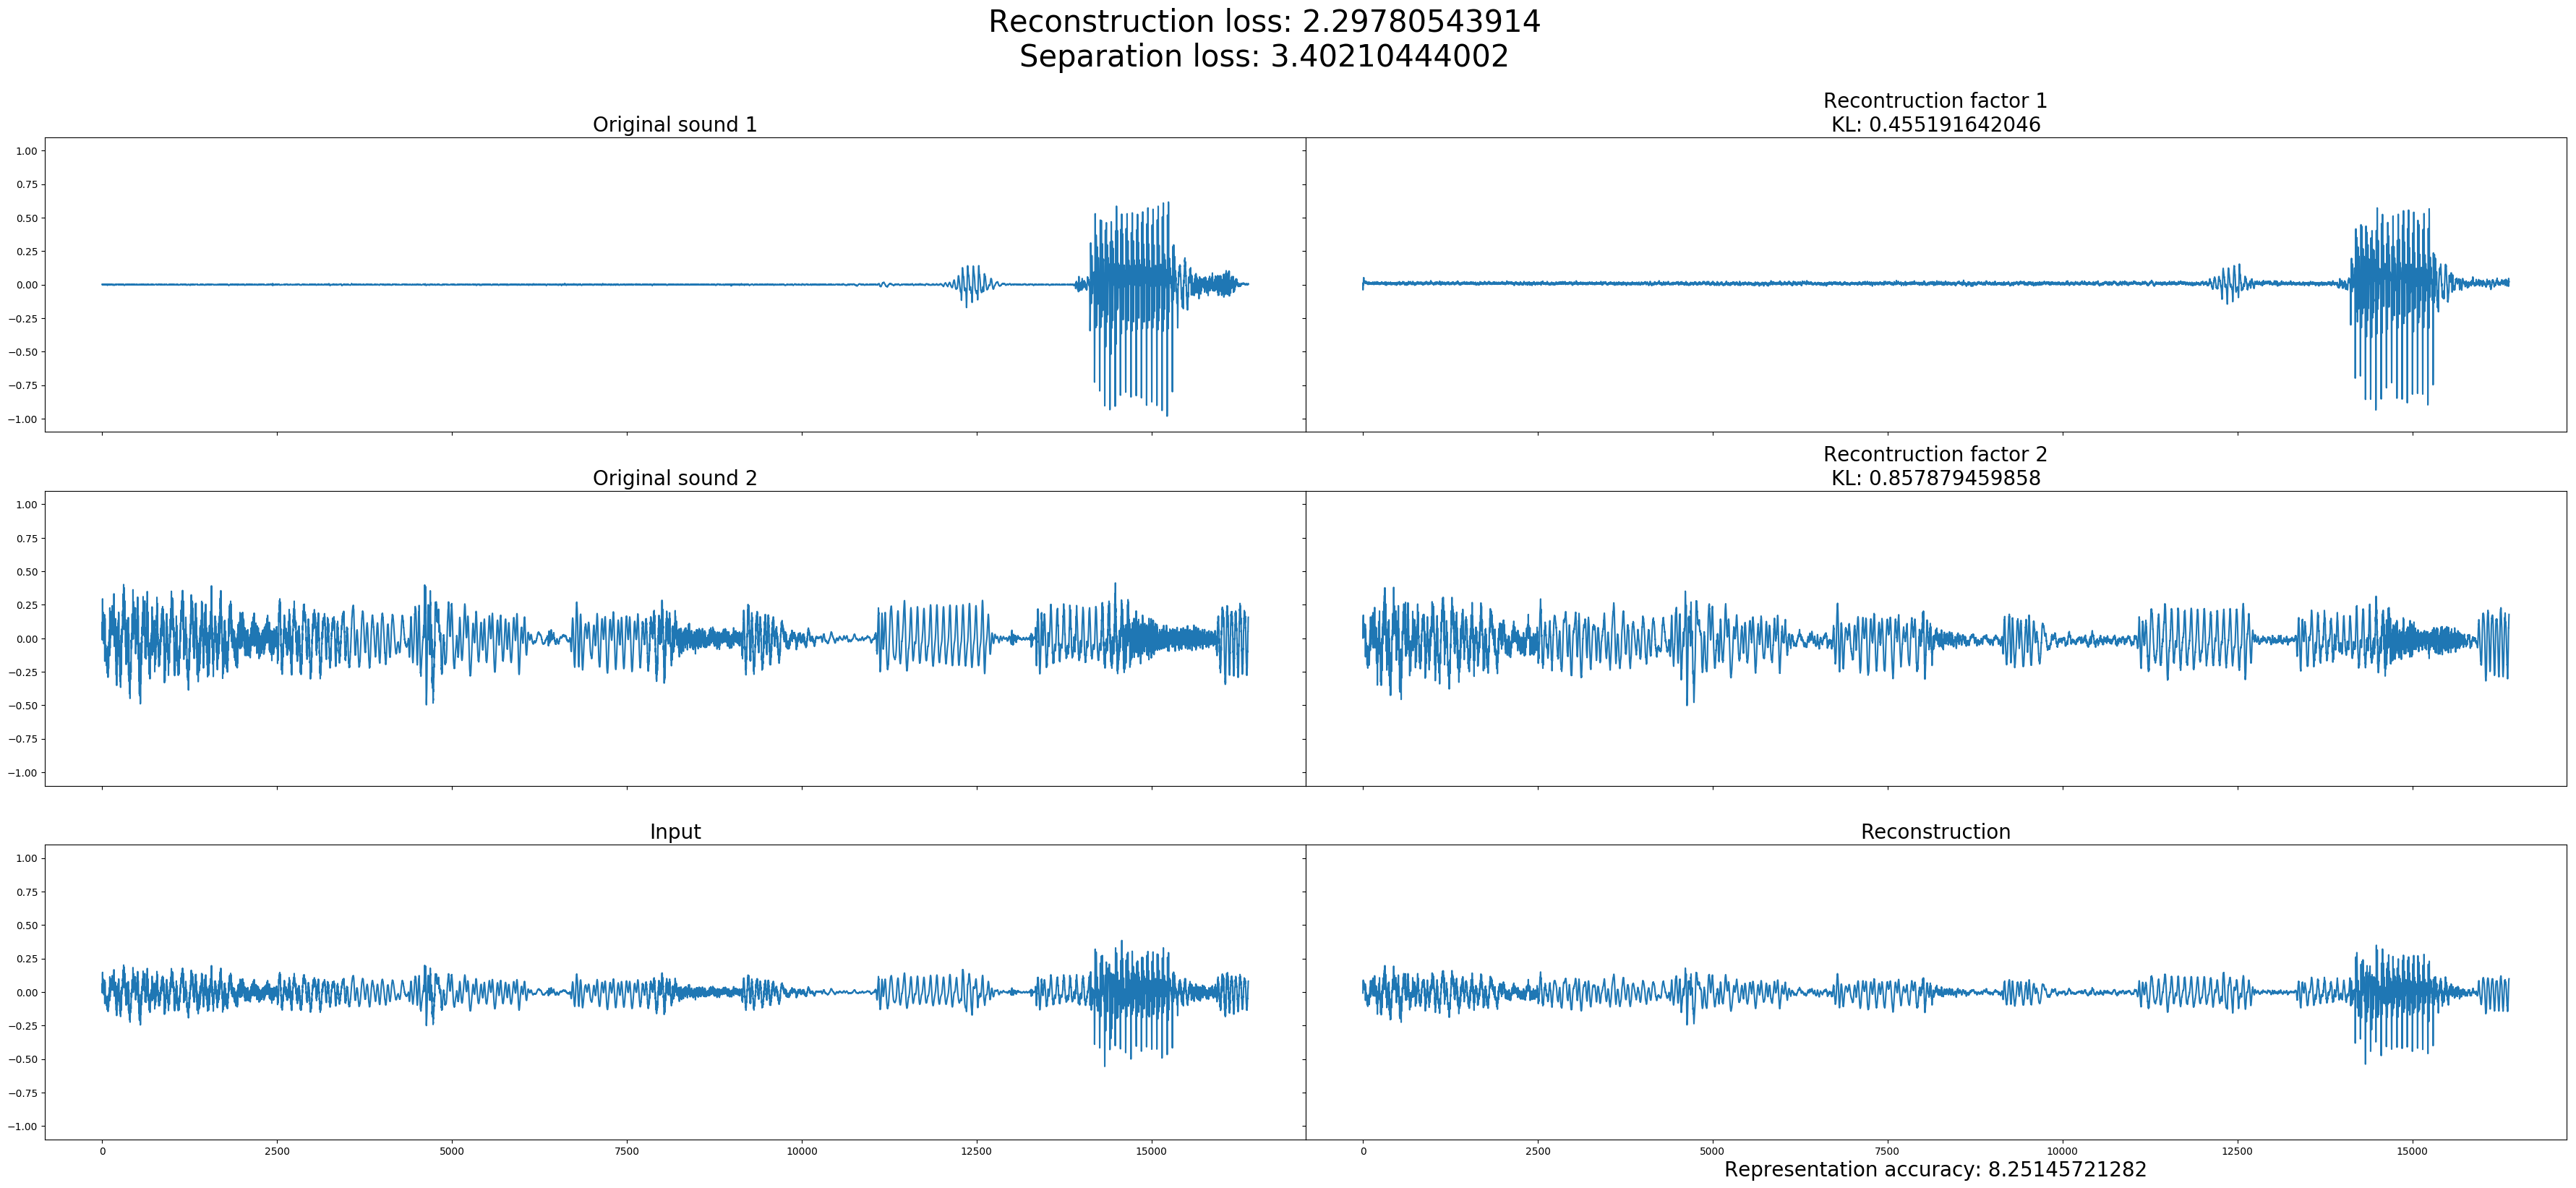 Reconstruction loss: 2.29780543914
Separation loss: 3.40210444002
Original sound 1
Recontruction factor 1
KL: 0.455191642046
1.00
0.75
0.50
0.25
0.00
−0.25
−0.50
−0.75
−1.00
Original sound 2
Recontruction factor 2
KL: 0.857879459858
1.00
0.75
0.50
0.25
0.00
−0.25
−0.50
−0.75
−1.00
Input
Reconstruction
1.00
0.75
0.50
0.25
0.00
−0.25
−0.50
−0.75
−1.00
0 2500 5000 7500 10000 12500 15000
0 2500 5000 7500 10000 12500 15000
Representation accuracy: 8.25145721282